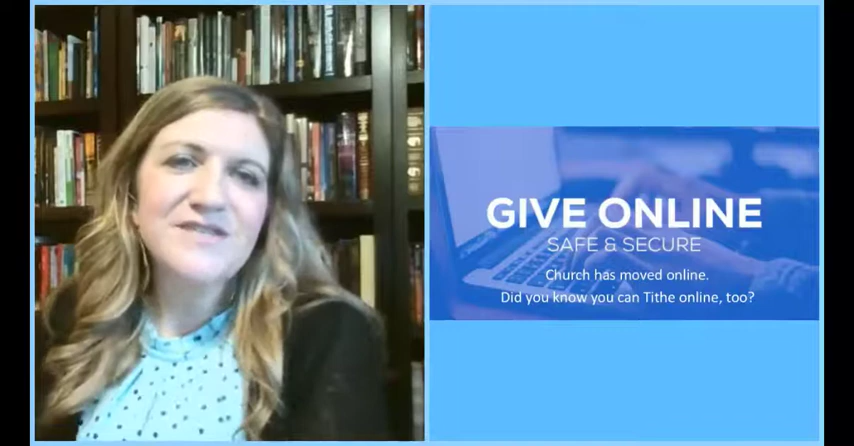 GIVE ONLINE
SAFE & SECURE
Church has moved online.
Did you know you can Tithe online, too?